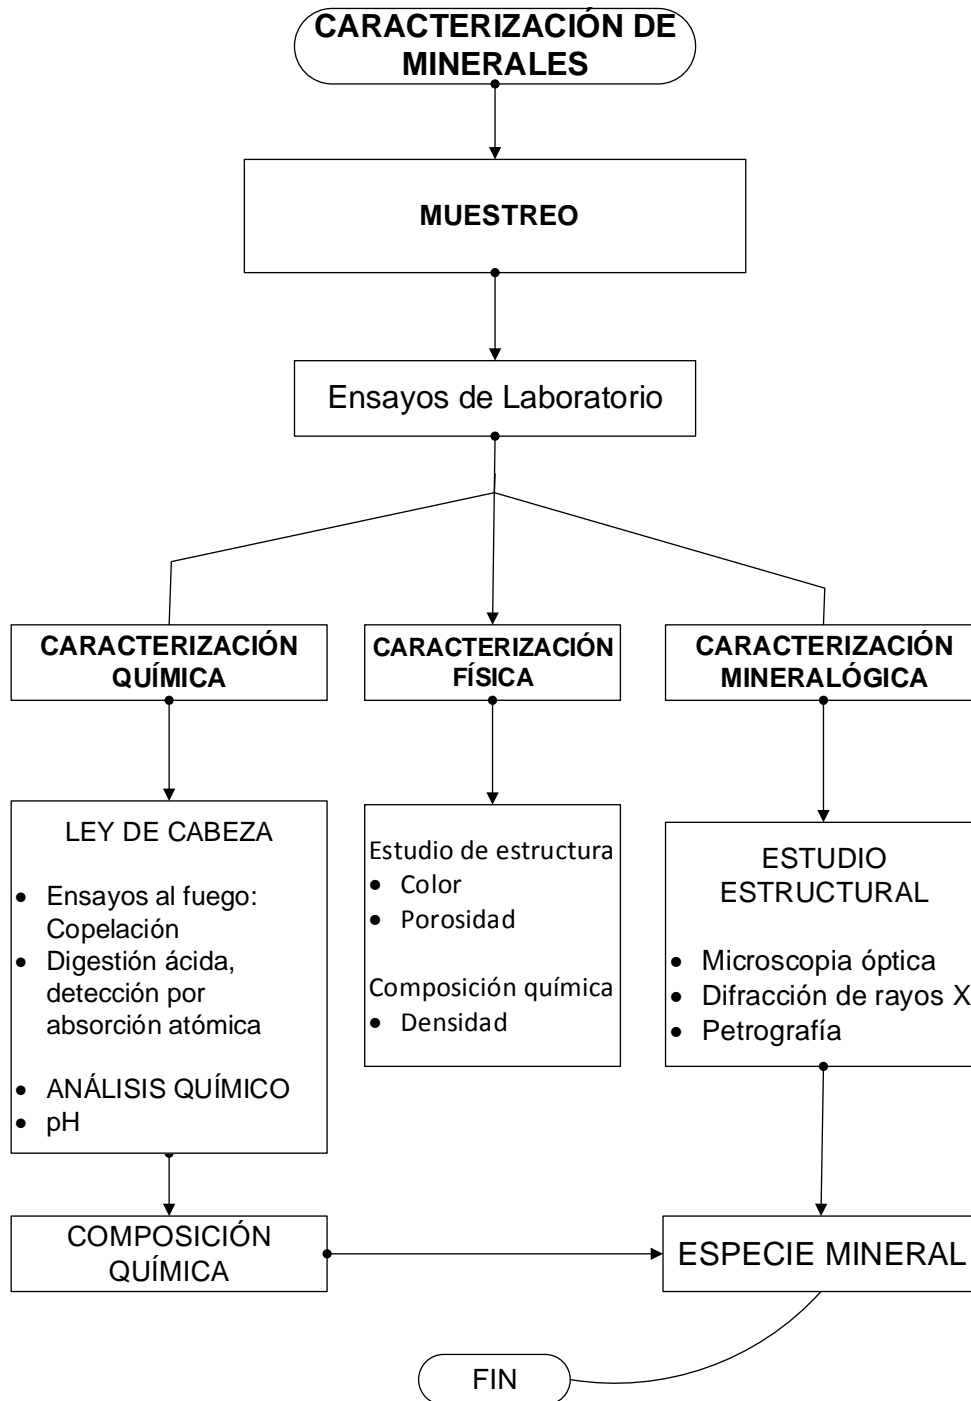 CARACTERIZACIÓN DE
MINERALES
MUESTREO
Ensayos de Laboratorio
CARACTERIZACIÓN
QUÍMICA
CARACTERIZACIÓN
FÍSICA
CARACTERIZACIÓN
MINERALÓGICA
LEY DE CABEZA
• Ensayos al fuego:
Copelación
• Digestión ácida,
detección por
absorción atómica
• ANÁLISIS QUÍMICO
• pH
Estudio de estructura
• Color
• Porosidad
Composición química
• Densidad
ESTUDIO
ESTRUCTURAL
• Microscopia óptica
• Difracción de rayos X
• Petrografía
COMPOSICIÓN
QUÍMICA
ESPECIE MINERAL
FIN